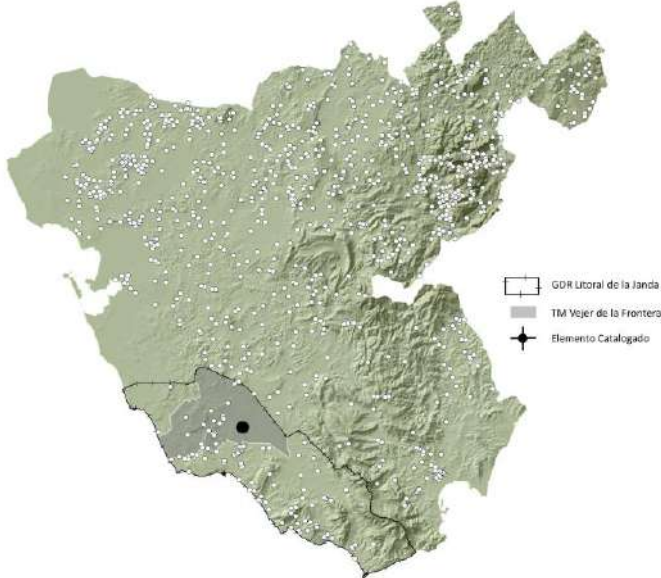 GDR Litoral de la Janda
TM Vejer de la Frontera
Elemento Catalogado